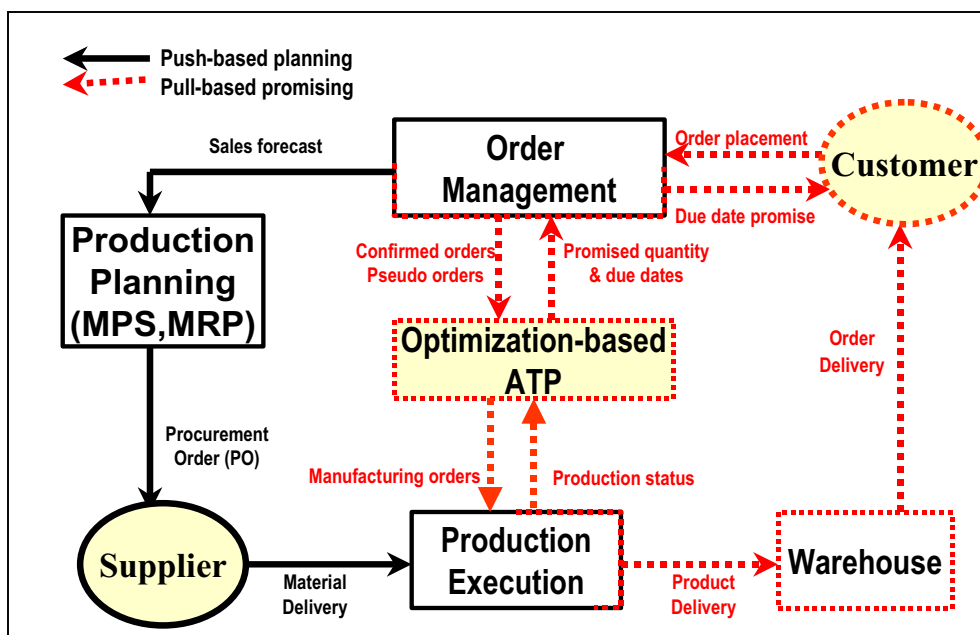 Push-based planning
Pull-based promising
Sales forecast
Order
Management
Order placement
Customer
Due date promise
Production
Planning
(MPS,MRP)
Confirmed orders
Pseudo orders
Promised quantity
& due dates
Optimization-based
ATP
Order
Delivery
Procurement
Order (PO)
Manufacturing orders
Production status
Supplier
Material
Delivery
Production
Execution
Product
Delivery
Warehouse